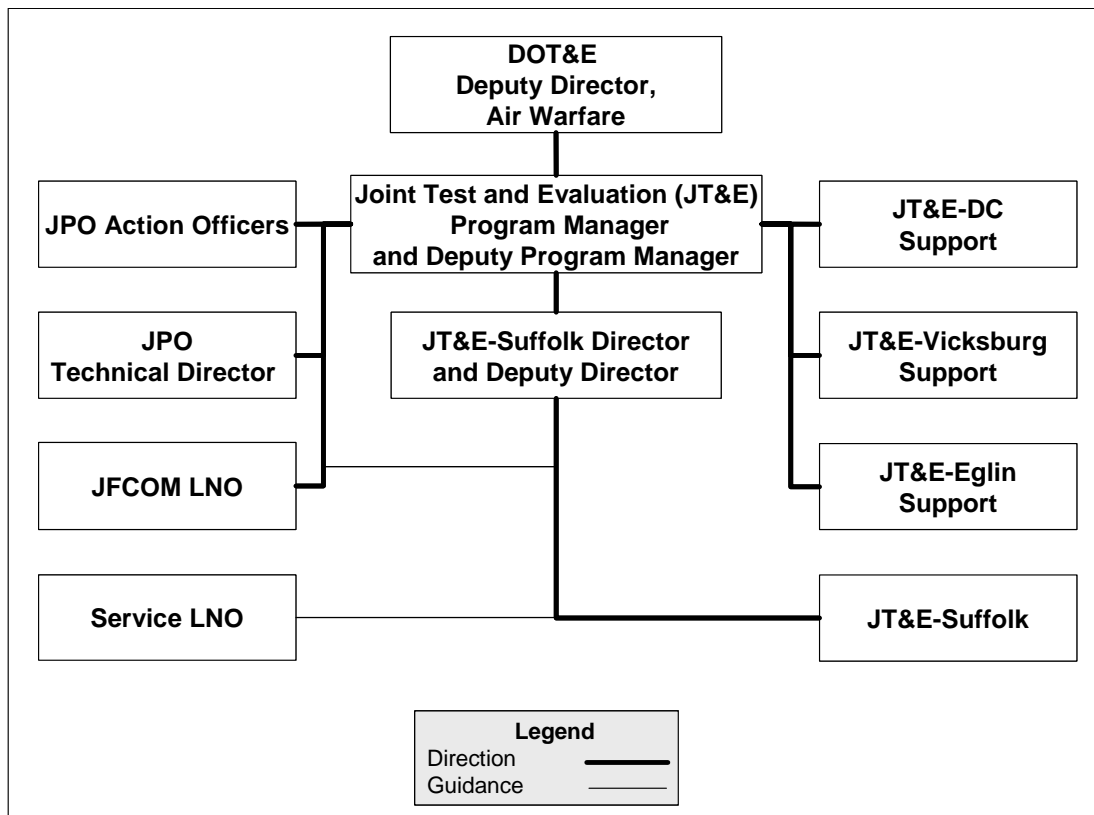 DOT&E
Deputy Director,
Air Warfare
JPO Action Officers
Joint Test and Evaluation (JT&E)
Program Manager
and Deputy Program Manager
JT&E-DC
Support
JPO
Technical Director
JT&E-Suffolk Director
and Deputy Director
JT&E-Vicksburg
Support
JFCOM LNO
JT&E-Eglin
Support
Service LNO
JT&E-Suffolk
Legend
Direction
Guidance